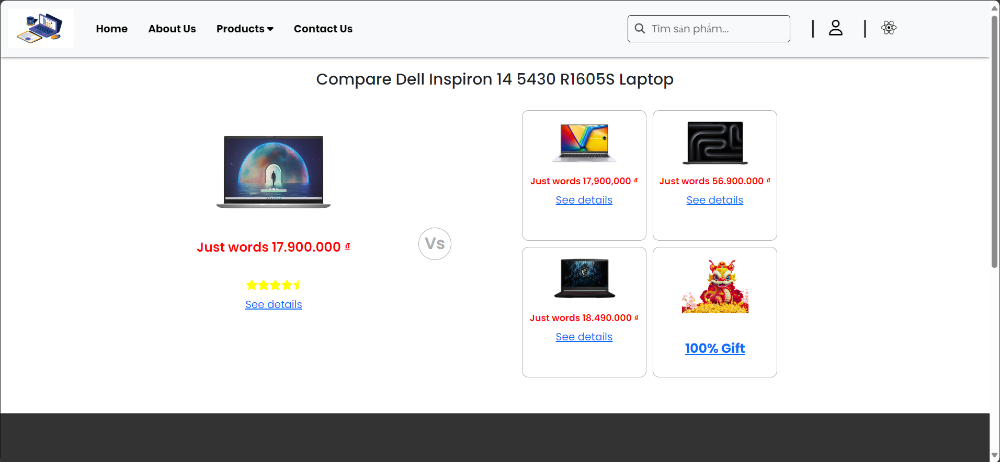 Home About Us Products Contact Us Tìm sản phẩm...
Compare Dell Inspiron 14 5430 R1605S Laptop
Just words 17.900.000 ₫
See details
Vs
Just words 17,900,000 ₫
See details
Just words 56.900.000 ₫
See details
Just words 18.490.000 ₫
See details
100% Gift